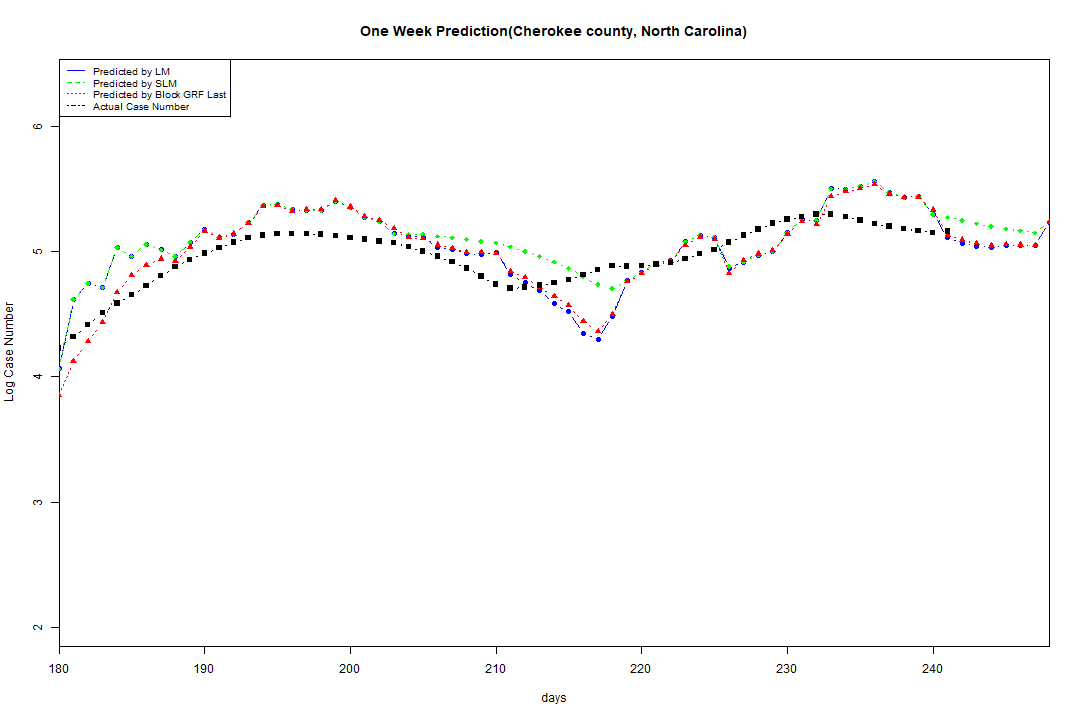 One Week Prediction(Cherokee county, North Carolina)
Predicted by LM
Predicted by SLM
Predicted by Block GRF Last
Actual Case Number
6
5
4
3
2
Log Case Number
180 190 200 210 220 230 240
days